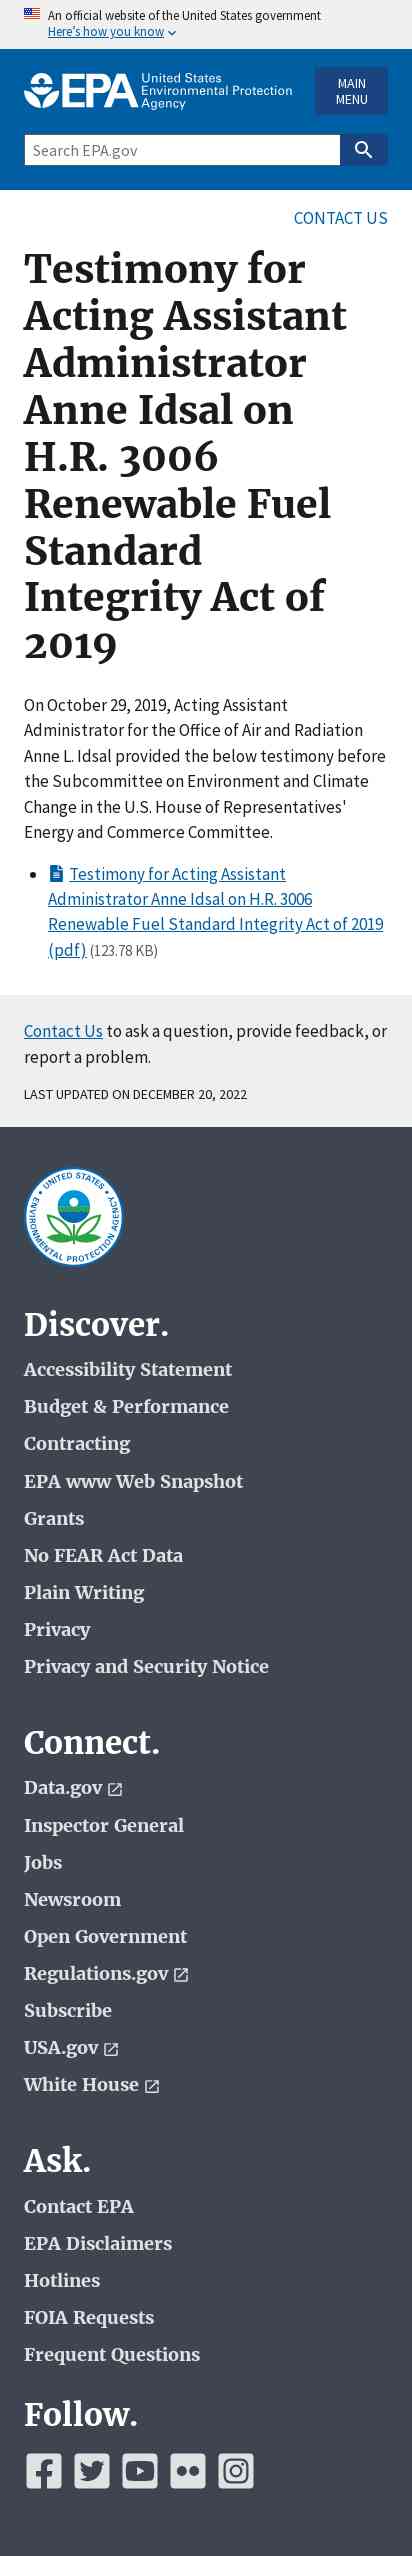 An official website of the United States government
Here's how you know
EPA United States
Environmental Protection
Agency
MAIN
MENU
Search EPA.gov
CONTACT US
Testimony for
Acting Assistant
Administrator
Anne Idsal on
H.R. 3006
Renewable Fuel
Standard
Integrity Act of
2019
On October 29, 2019, Acting Assistant
Administrator for the Office of Air and Radiation
Anne L. Idsal provided the below testimony before
the Subcommittee on Environment and Climate
Change in the U.S. House of Representatives'
Energy and Commerce Committee.
Testimony for Acting Assistant
Administrator Anne Idsal on H.R. 3006
Renewable Fuel Standard Integrity Act of 2019
(pdf) (123.78 KB)
Contact Us to ask a question, provide feedback, or
report a problem.
LAST UPDATED ON DECEMBER 20, 2022
UNITED STATES
ENVIRONMENTAL PROTECTION AGENCY
Discover.
Accessibility Statement
Budget & Performance
Contracting
EPA www Web Snapshot
Grants
No FEAR Act Data
Plain Writing
Privacy
Privacy and Security Notice
Connect.
Data.gov
Inspector General
Jobs
Newsroom
Open Government
Regulations.gov
Subscribe
USA.gov
White House
Ask.
Contact EPA
EPA Disclaimers
Hotlines
FOIA Requests
Frequent Questions
Follow.